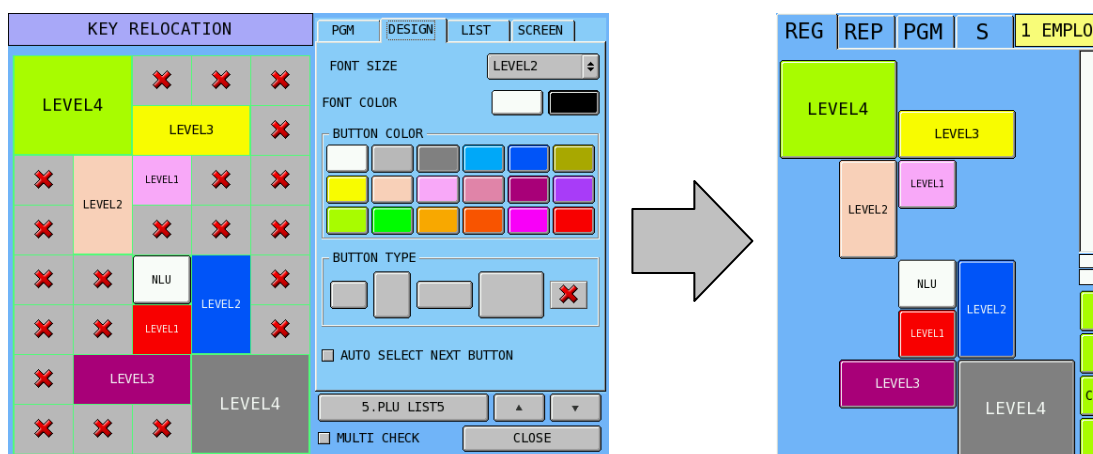 KEY RELOCATION
LEVEL4
LEVEL3
LEVEL2
LEVEL1
NLU
LEVEL2
LEVEL1
LEVEL3
LEVEL4
PGM DESIGN LIST SCREEN
FONT SIZE LEVEL2
FONT COLOR
BUTTON COLOR
BUTTON TYPE
AUTO SELECT NEXT BUTTON
5.PLU LIST5
MULTI CHECK CLOSE
REG REP PGM S 1 EMPLO
LEVEL4
LEVEL3
LEVEL2
LEVEL1
NLU
LEVEL2
LEVEL1
LEVEL3
LEVEL4
C